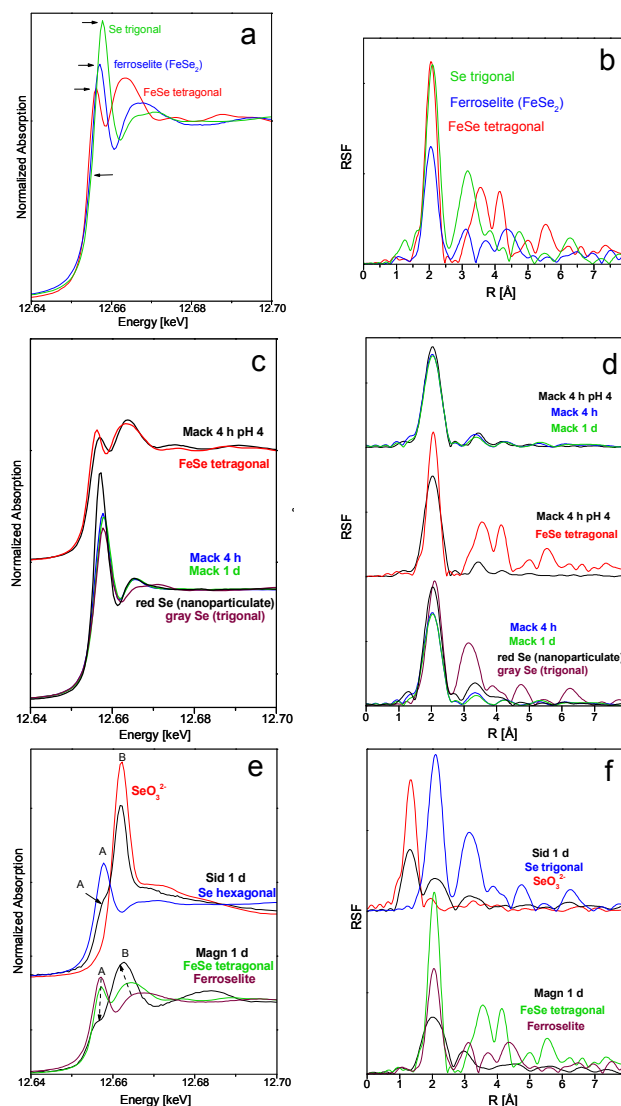 a
Se trigonal
ferroselite (FeSe2)
FeSe tetragonal
Normalized Absorption
12.64 12.66 12.68 12.70
Energy [keV]
b
Se trigonal
Ferroselite (FeSe2)
FeSe tetragonal
RSF
0 1 2 3 4 5 6 7
R [Å]
c
Mack 4 h pH 4
FeSe tetragonal
Mack 4 h
Mack 1 d
red Se (nanoparticulate)
gray Se (trigonal)
Normalized Absorption
12.64 12.66 12.68 12.70
Energy [keV]
d
Mack 4 h pH 4
Mack 4 h
Mack 1 d
Mack 4 h pH 4
FeSe tetragonal
Mack 4 h
Mack 1 d
red Se (nanoparticulate)
gray Se (trigonal)
RSF
0 1 2 3 4 5 6 7
R [Å]
e
B
SeO3 2-
A
Sid 1 d
A
Se hexagonal
Magn 1 d
A
B
FeSe tetragonal
Ferroselite
Normalized Absorption
12.64 12.66 12.68 12.70
Energy [keV]
f
Sid 1 d
Se trigonal
SeO3 2-
Magn 1 d
FeSe tetragonal
Ferroselite
RSF
0 1 2 3 4 5 6 7
R [Å]